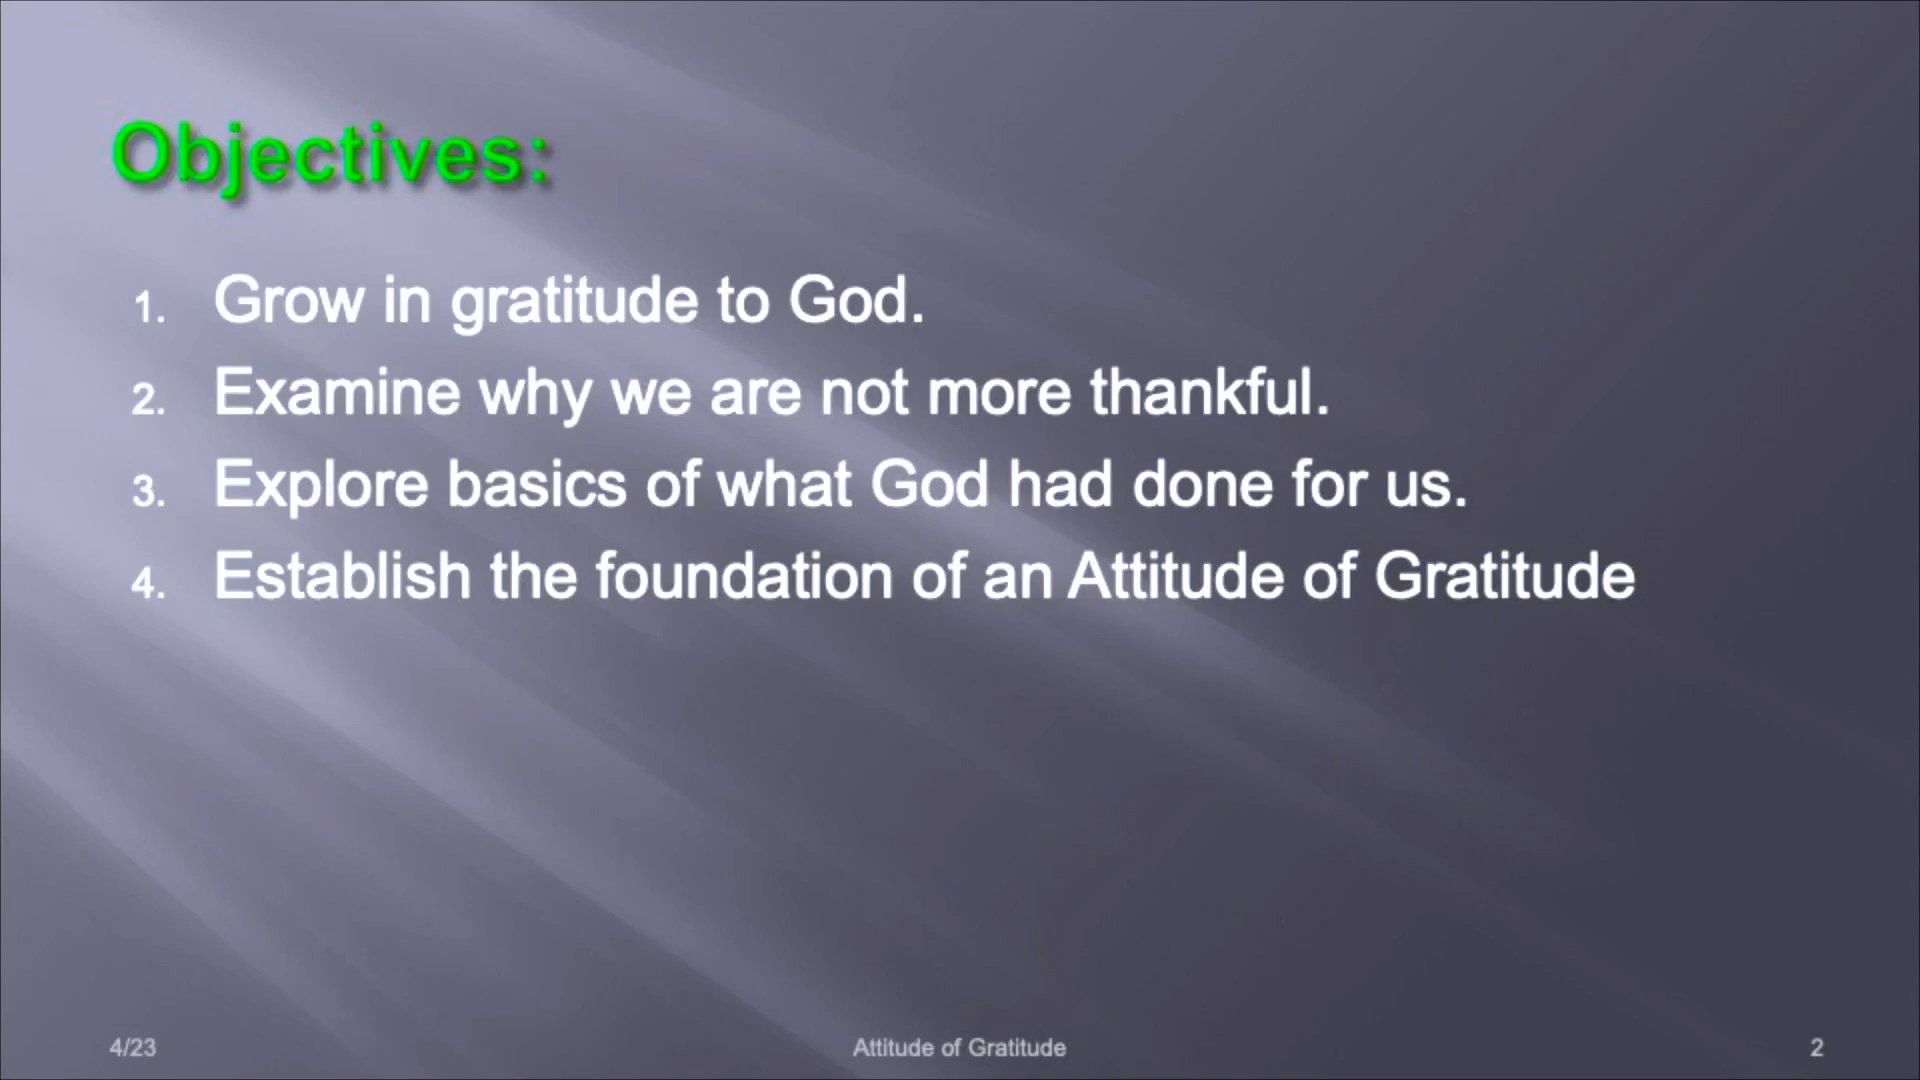 Objectives:
1. Grow in gratitude to God.
2. Examine why we are not more thankful.
3. Explore basics of what God had done for us.
4. Establish the foundation of an Attitude of Gratitude
4/23
Attitude of Gratitude
2